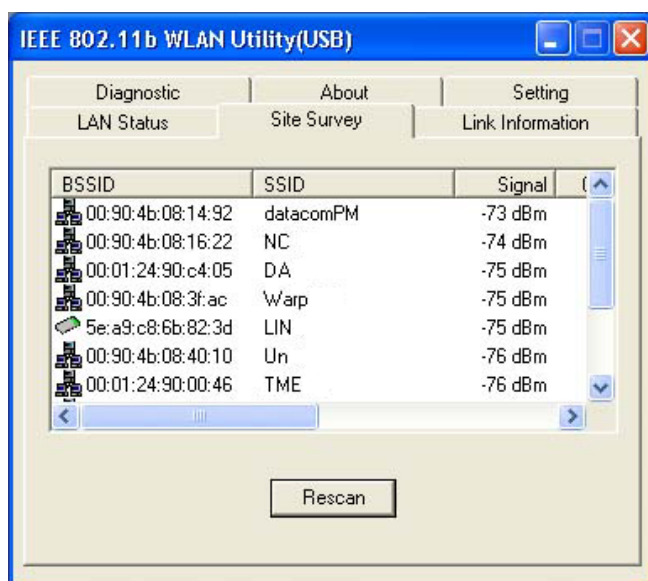 IEEE 802.11b WLAN Utility(USB)
Diagnostic About Setting
LAN Status Site Survey Link Information
BSSID SSID Signal
00:90:4b:08:14:92 datacomPM -73 dBm
00:90:4b:08:16:22 NC -74 dBm
00:01:24:90:c4:05 DA -75 dBm
00:90:4b:08:3f:ac Warp -75 dBm
5e:a9:c8:6b:82:3d LIN -75 dBm
00:90:4b:08:40:10 Un -76 dBm
00:01:24:90:00:46 TME -76 dBm
Rescan